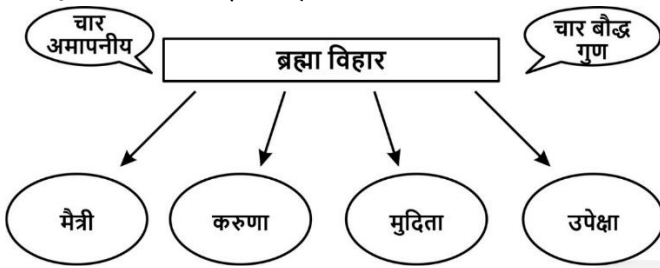 चार
अमापनीय
ब्रह्मा विहार
चार बौद्ध
गुण
मैत्री
करुणा
मुदिता
उपेक्षा